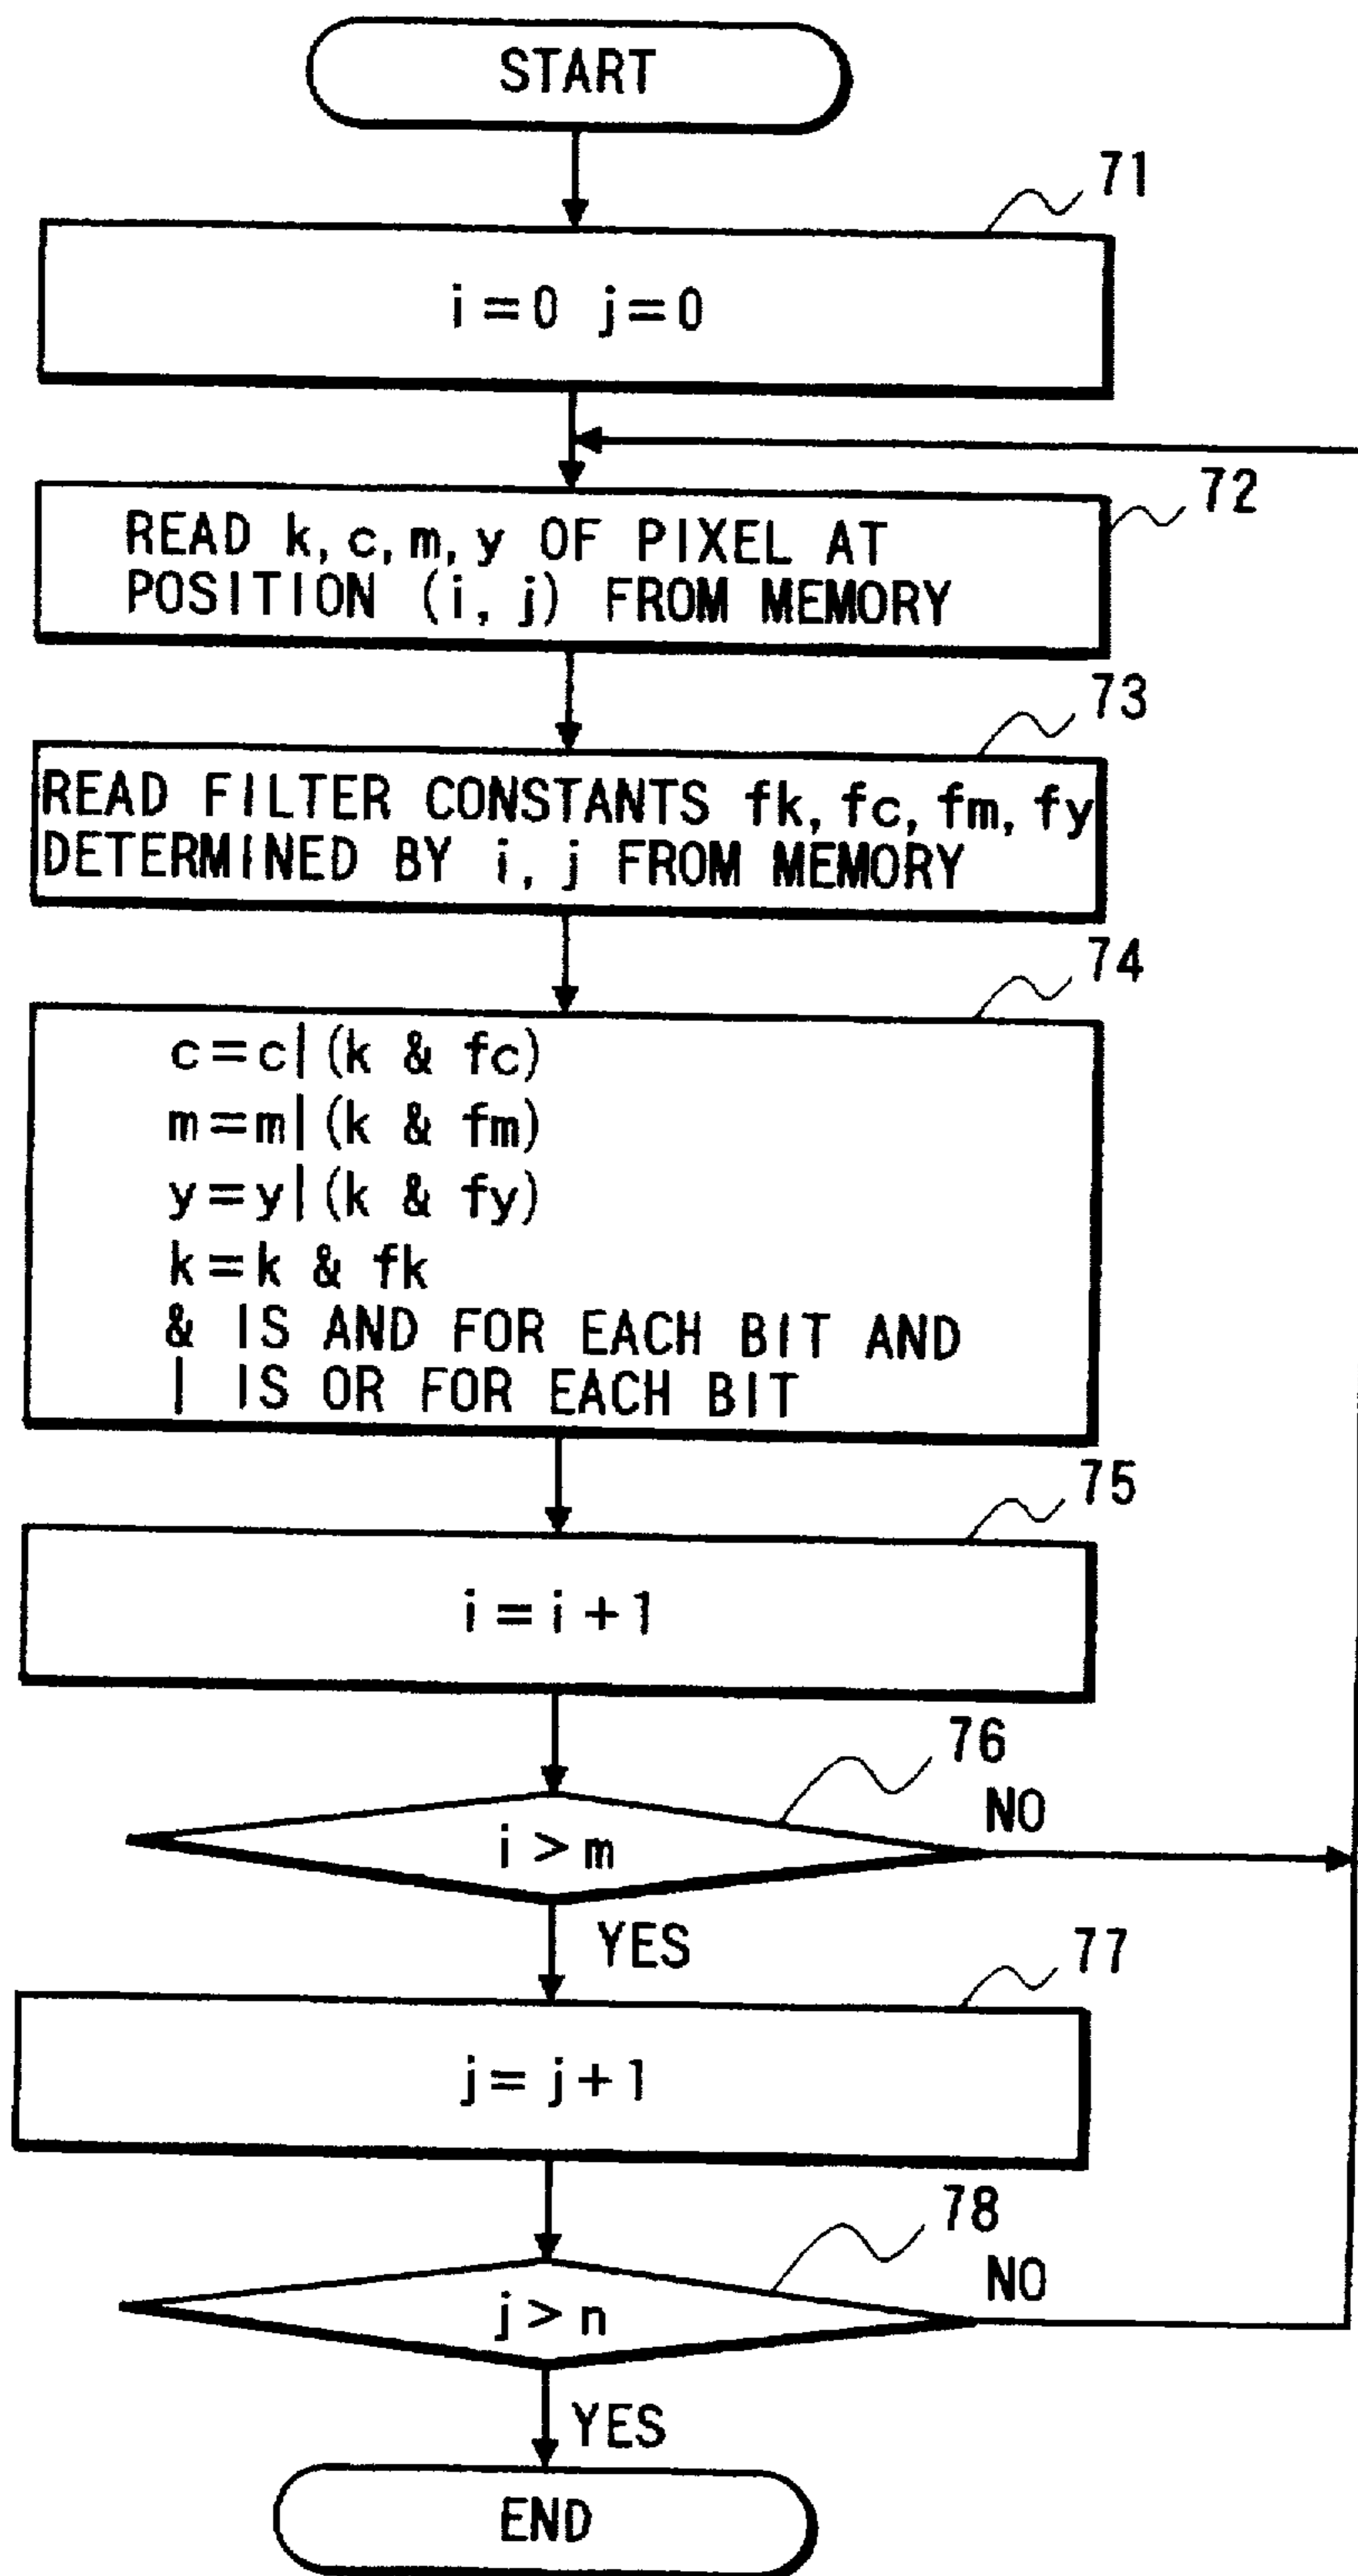 START
71
i=0 j=0
72
READ k, c, m, y OF PIXEL AT
POSITION (i, j) FROM MEMORY
73
READ FILTER CONSTANTS fk, fc, fm, fy
DETERMINED BY i, j FROM MEMORY
74
c=c|(k & fc)
m=m|(k & fm)
y=y|(k & fy)
k=k & fk
& IS AND FOR EACH BIT AND
| IS OR FOR EACH BIT
75
i=i+1
76
NO
i>m
YES
77
j=j+1
78
NO
j>n
YES
END